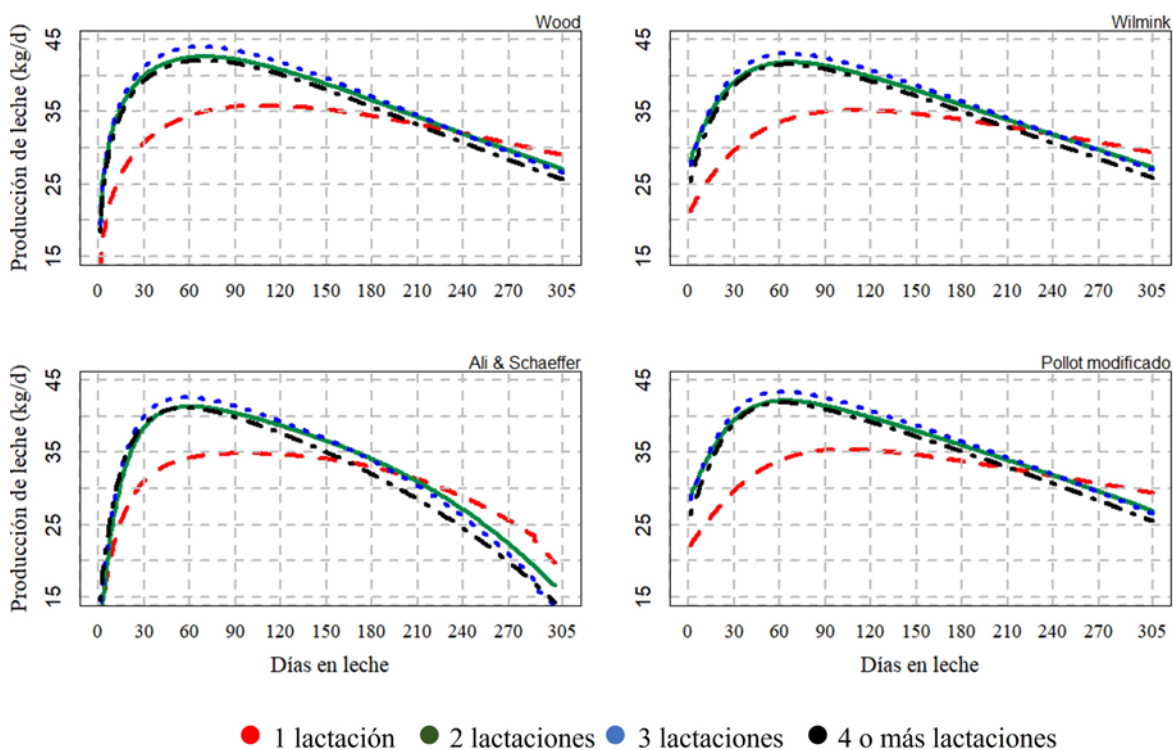 Wood
Producción de leche (kg/d)
45
35
25
15
0 30 60 90 120 150 180 210 240 270 305
Wilmink
45
35
25
15
0 30 60 90 120 150 180 210 240 270 305
Ali & Schaeffer
Producción de leche (kg/d)
45
35
25
15
0 30 60 90 120 150 180 210 240 270 305
Días en leche
Pollot modificado
45
35
25
15
0 30 60 90 120 150 180 210 240 270 305
Días en leche
1 lactación 2 lactaciones 3 lactaciones 4 o más lactaciones